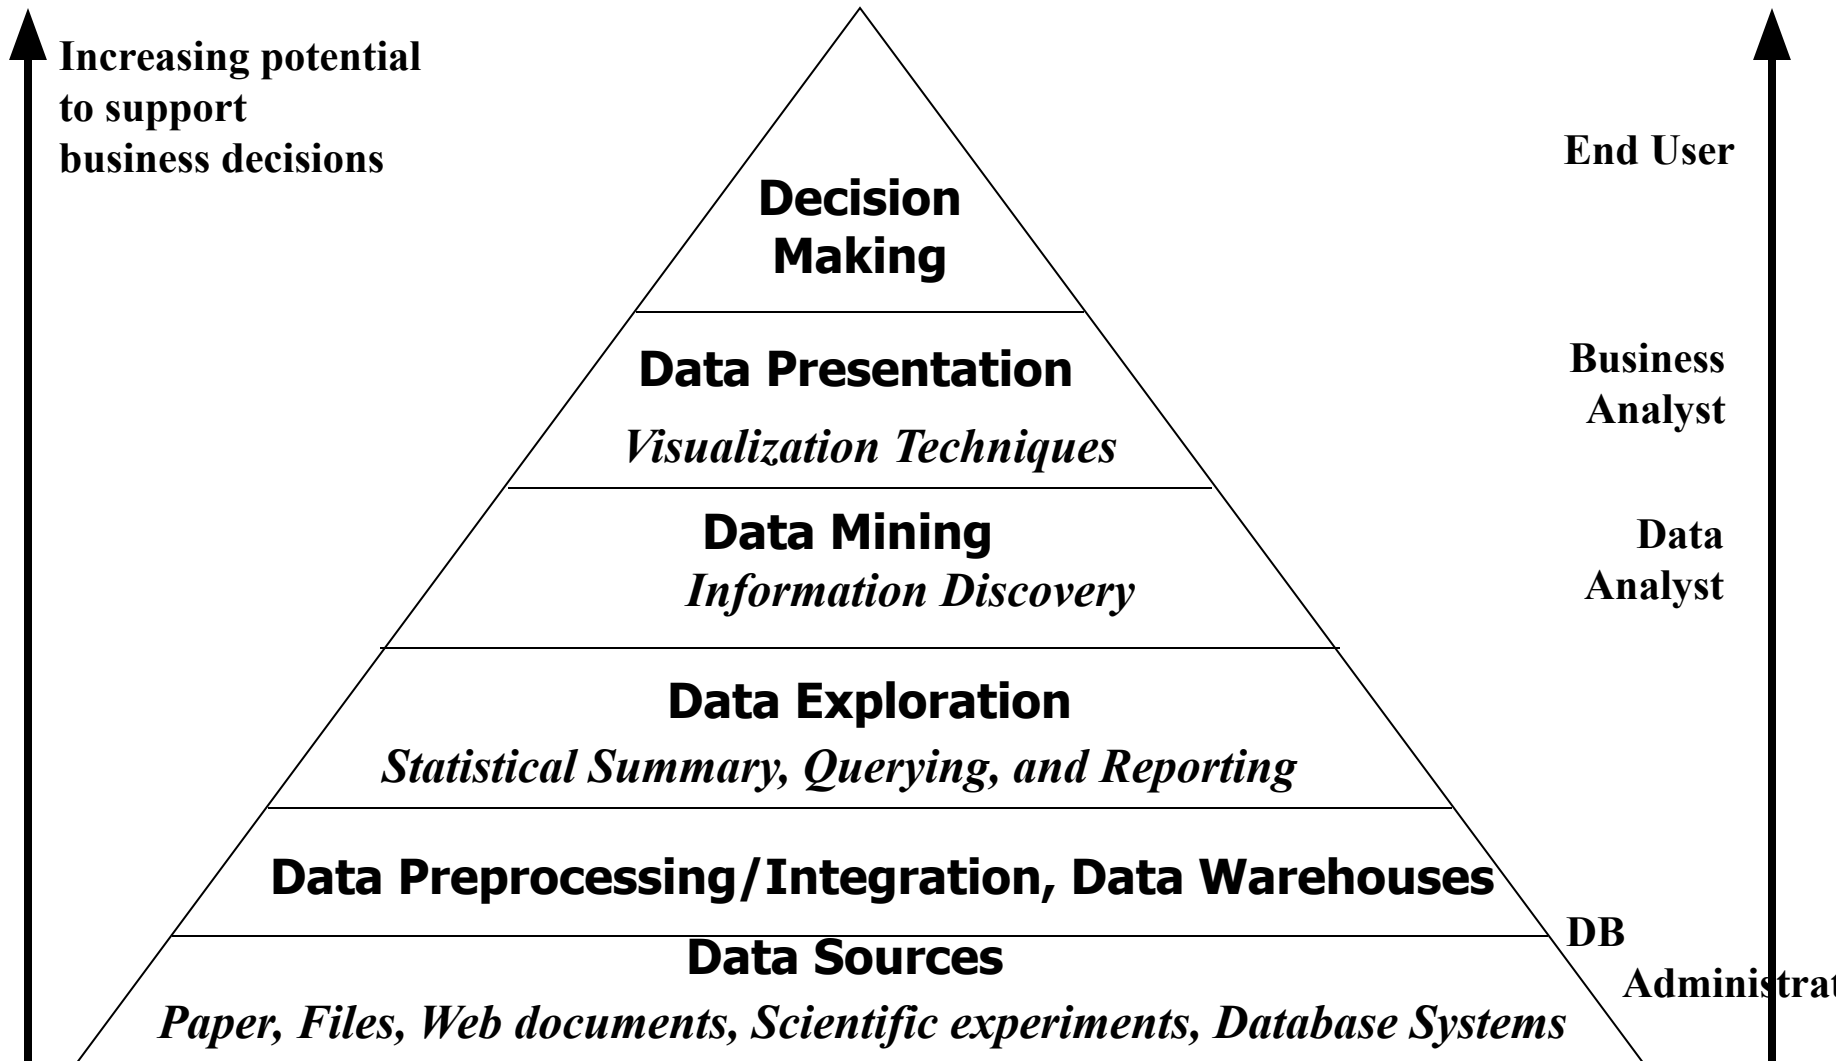 Increasing potential
to support
business decisions
End User
Decision
Making
Business
Analyst
Data Presentation
Visualization Techniques
Data
Analyst
Data Mining
Information Discovery
Data Exploration
Statistical Summary, Querying, and Reporting
Data Preprocessing/Integration, Data Warehouses
DB
Data Sources
Paper, Files, Web documents, Scientific experiments, Database Systems